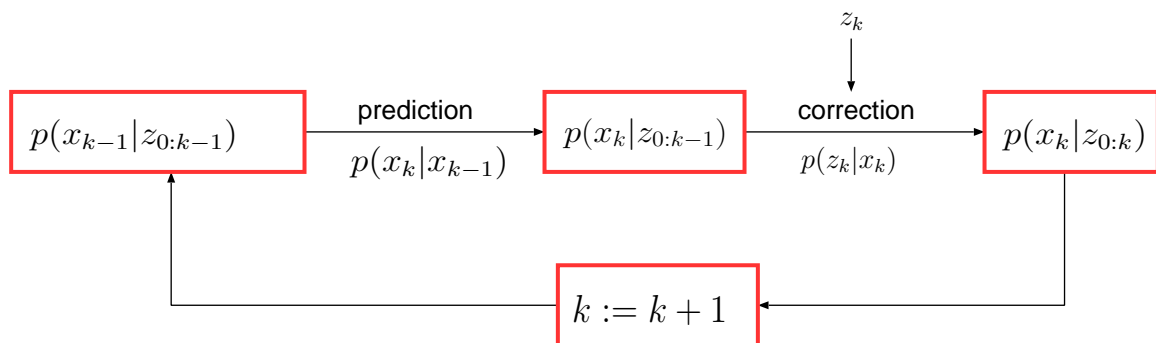 z_k
prediction
correction
p(x_{k-1}|z_{0:k-1})
p(x_k|z_{0:k-1})
p(x_k|z_{0:k})
p(x_k|x_{k-1})
p(z_k|x_k)
k := k + 1